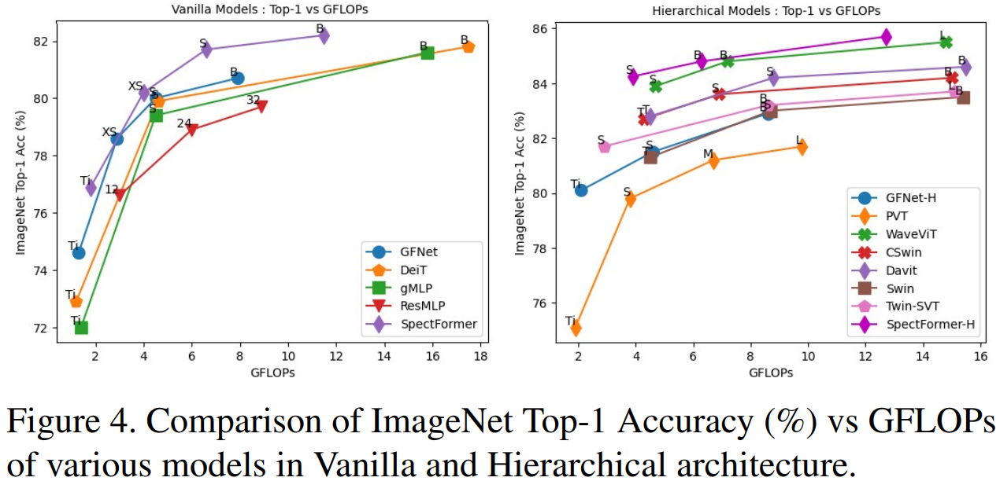 Vanilla Models : Top-1 vs GFLOPs
ImageNet Top-1 Acc (%)
82
80
78
76
74
72
Ti
XS
S
B
Ti
S
B
Ti
S
B
12
24
32
Ti
XS
S
B
GFNet
DeiT
gMLP
ResMLP
SpectFormer
2 4 6 8 10 12 14 16 18
GFLOPs
Hierarchical Models : Top-1 vs GFLOPs
ImageNet Top-1 Acc (%)
86
84
82
80
78
76
Ti
S
B
Ti
S
M
L
S
B
L
T
S
B
T
S
B
T
S
B
S
B
L
S
B
GFNet-H
PVT
WaveViT
CSwin
Davit
Swin
Twin-SVT
SpectFormer-H
2 4 6 8 10 12 14 16
GFLOPs
Figure 4. Comparison of ImageNet Top-1 Accuracy (%) vs GFLOPs
of various models in Vanilla and Hierarchical architecture.